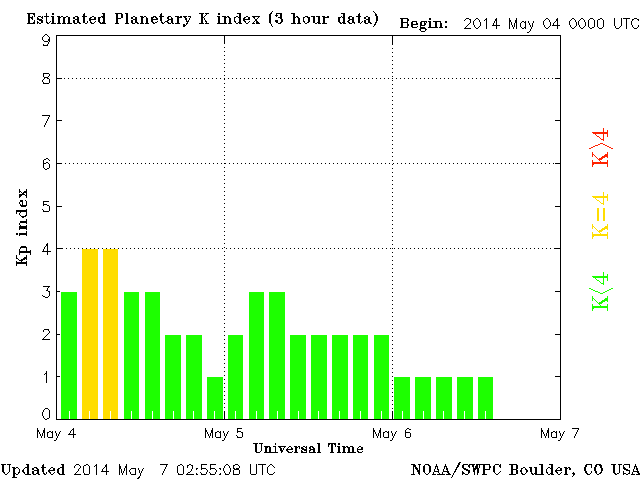 Estimated Planetary K index (3 hour data)
Begin: 2014 May 04 0000 UTC
9
8
7
6
5
4
3
2
1
0
Kp index
May 4
May 5
May 6
May 7
Universal Time
K>4
K=4
K<4
Updated 2014 May 7 02:55:08 UTC
NOAA/SWPC Boulder, CO USA